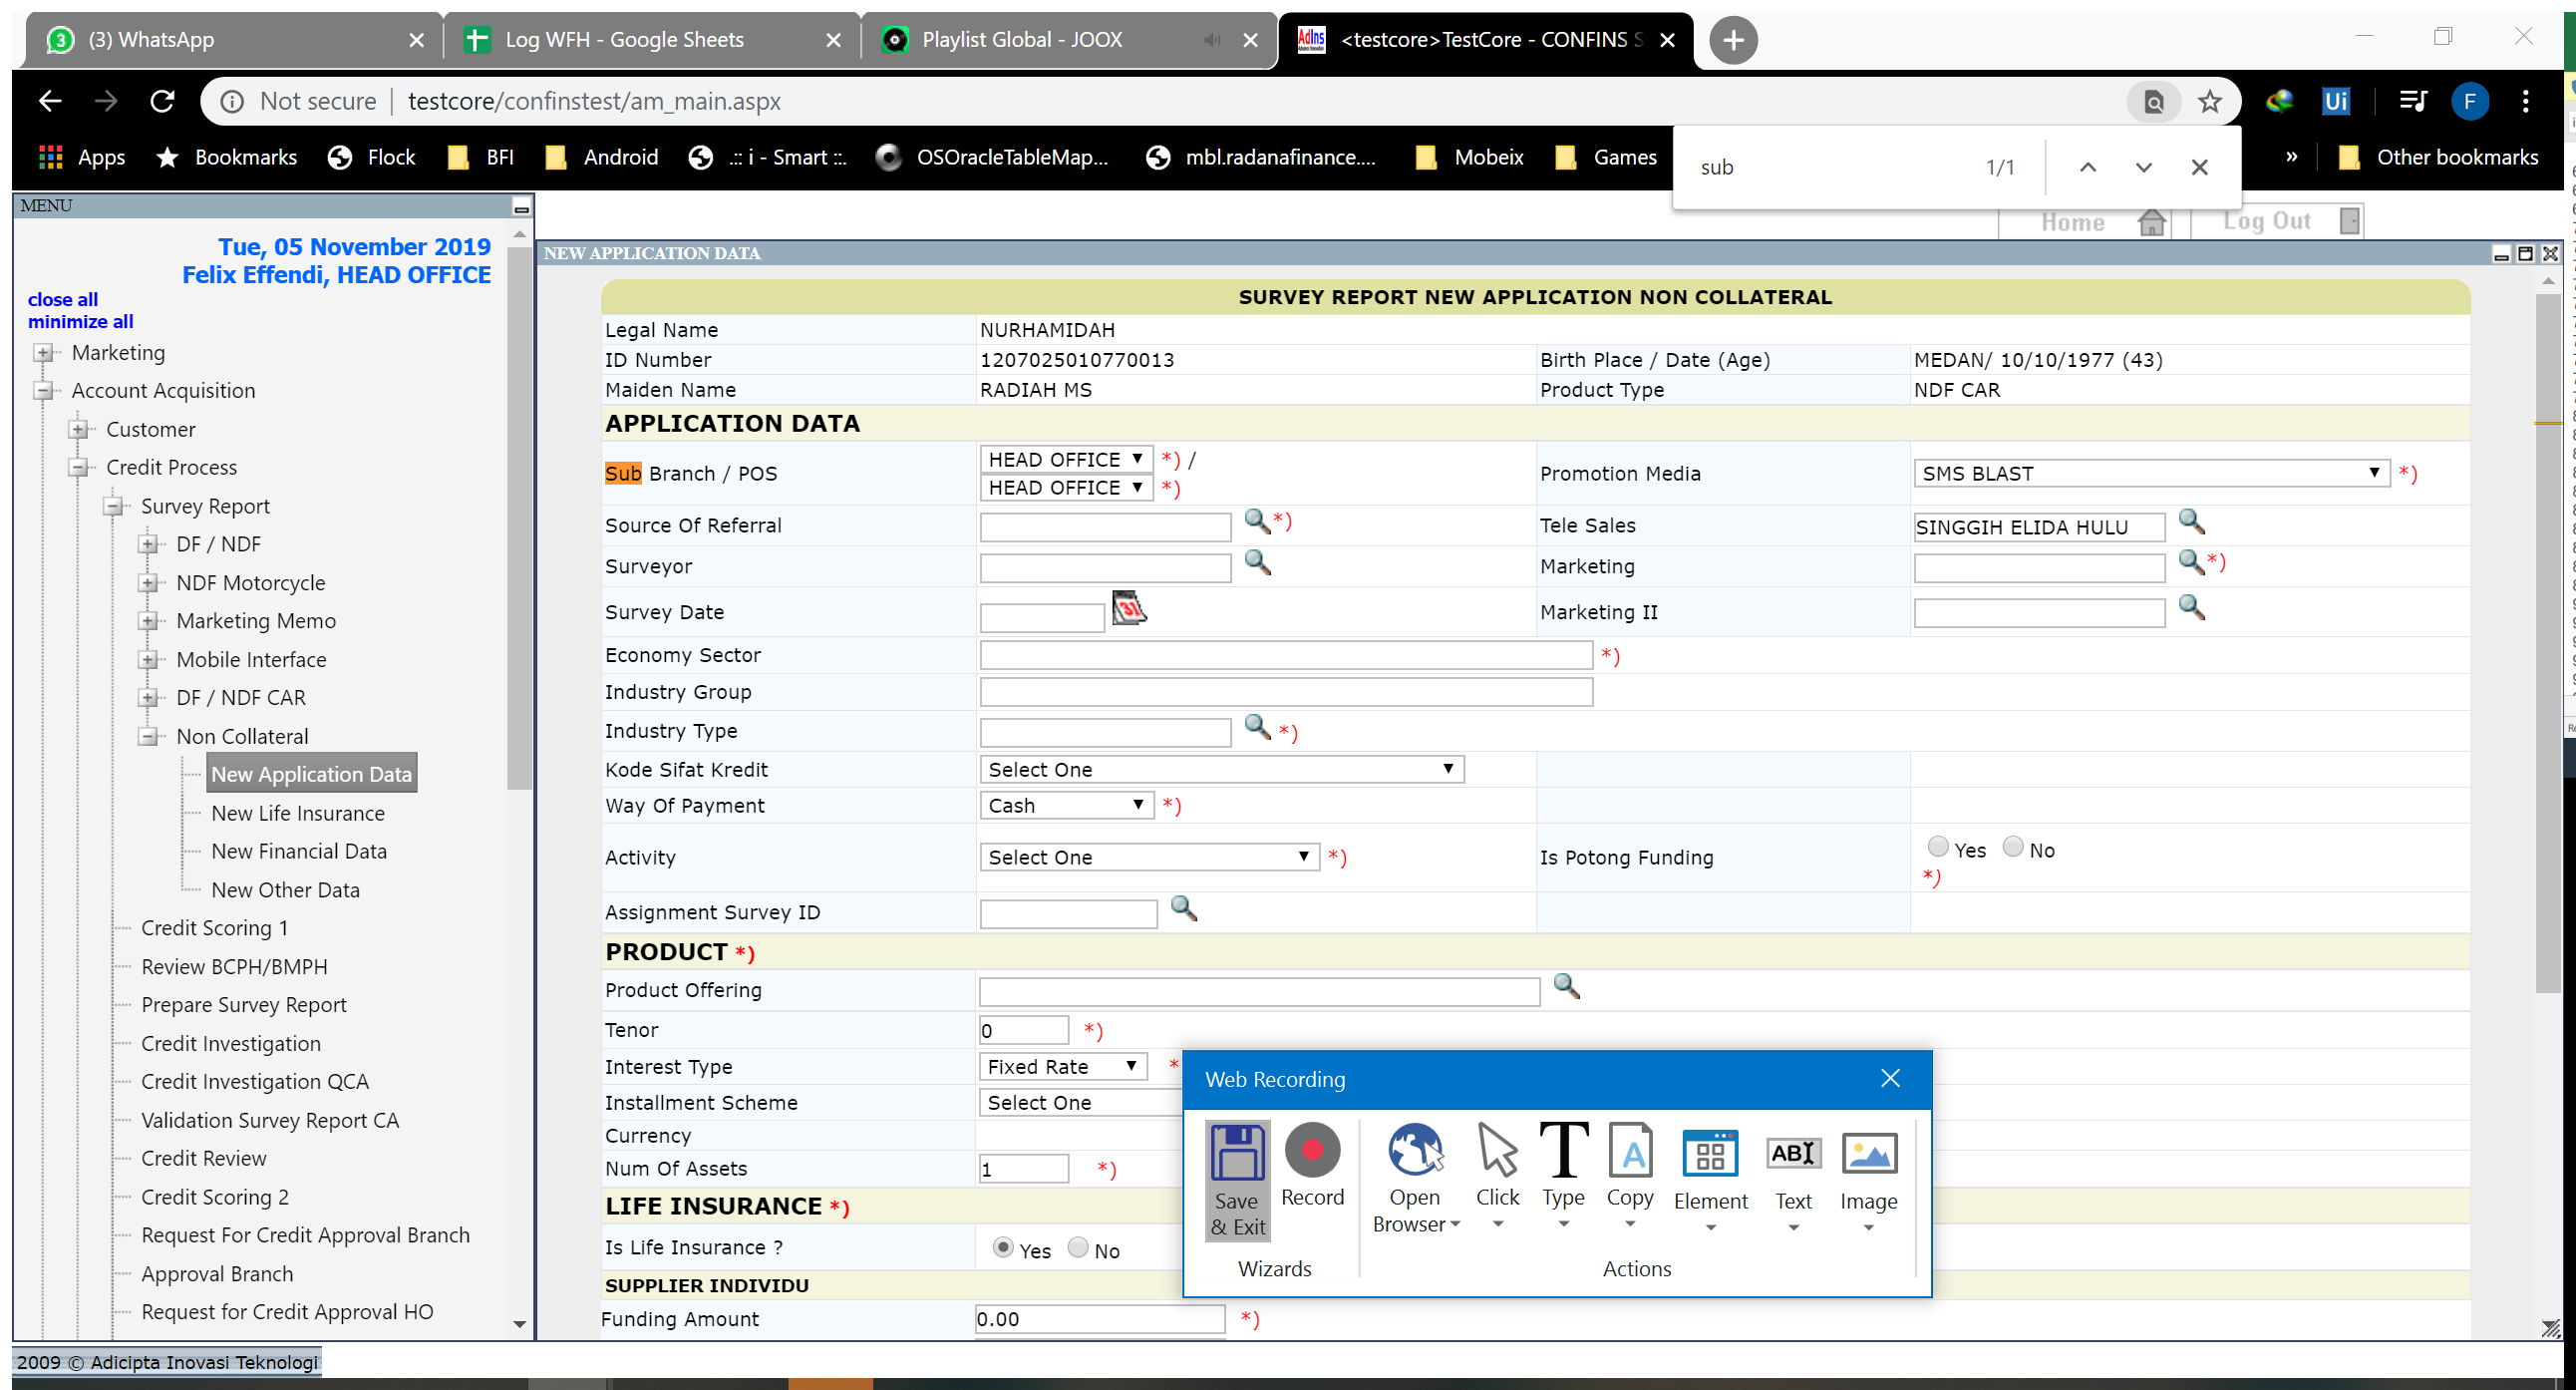 (3) WhatsApp
Log WFH - Google Sheets
Playlist Global - JOOX
<testcore>TestCore - CONFINS S
Not secure
testcore/confinstest/am_main.aspx
Apps
Bookmarks
Flock
BFI
Android
.:: i - Smart ::.
OSOracleTableMap...
mbl.radanafinance....
Mobeix
Games
»
Other bookmarks
sub
1/1
Home
Log Out
MENU
Tue, 05 November 2019
Felix Effendi, HEAD OFFICE
close all
minimize all
Marketing
Account Acquisition
Customer
Credit Process
Survey Report
DF / NDF
NDF Motorcycle
Marketing Memo
Mobile Interface
DF / NDF CAR
Non Collateral
New Application Data
New Life Insurance
New Financial Data
New Other Data
Credit Scoring 1
Review BCPH/BMPH
Prepare Survey Report
Credit Investigation
Credit Investigation QCA
Validation Survey Report CA
Credit Review
Credit Scoring 2
Request For Credit Approval Branch
Approval Branch
Request for Credit Approval HO
NEW APPLICATION DATA
SURVEY REPORT NEW APPLICATION NON COLLATERAL
Legal Name NURHAMIDAH
ID Number 1207025010770013 Birth Place / Date (Age) MEDAN/ 10/10/1977 (43)
Maiden Name RADIAH MS Product Type NDF CAR
APPLICATION DATA
Sub Branch / POS HEAD OFFICE *) / HEAD OFFICE *) Promotion Media SMS BLAST *)
Source Of Referral *) Tele Sales SINGGIH ELIDA HULU
Surveyor Marketing *)
Survey Date 31 Marketing II
Economy Sector *)
Industry Group
Industry Type *)
Kode Sifat Kredit Select One
Way Of Payment Cash *)
Activity Select One *) Is Potong Funding Yes No *)
Assignment Survey ID
PRODUCT *)
Product Offering
Tenor 0 *)
Interest Type Fixed Rate *
Installment Scheme Select One
Currency
Num Of Assets 1 *)
LIFE INSURANCE *)
Is Life Insurance ? Yes No
SUPPLIER INDIVIDU
Funding Amount 0.00 *)
Web Recording
Save & Exit
Record
Open Browser
Click
Type
Copy
Element
Text
Image
Wizards
Actions
2009 © Adicipta Inovasi Teknologi